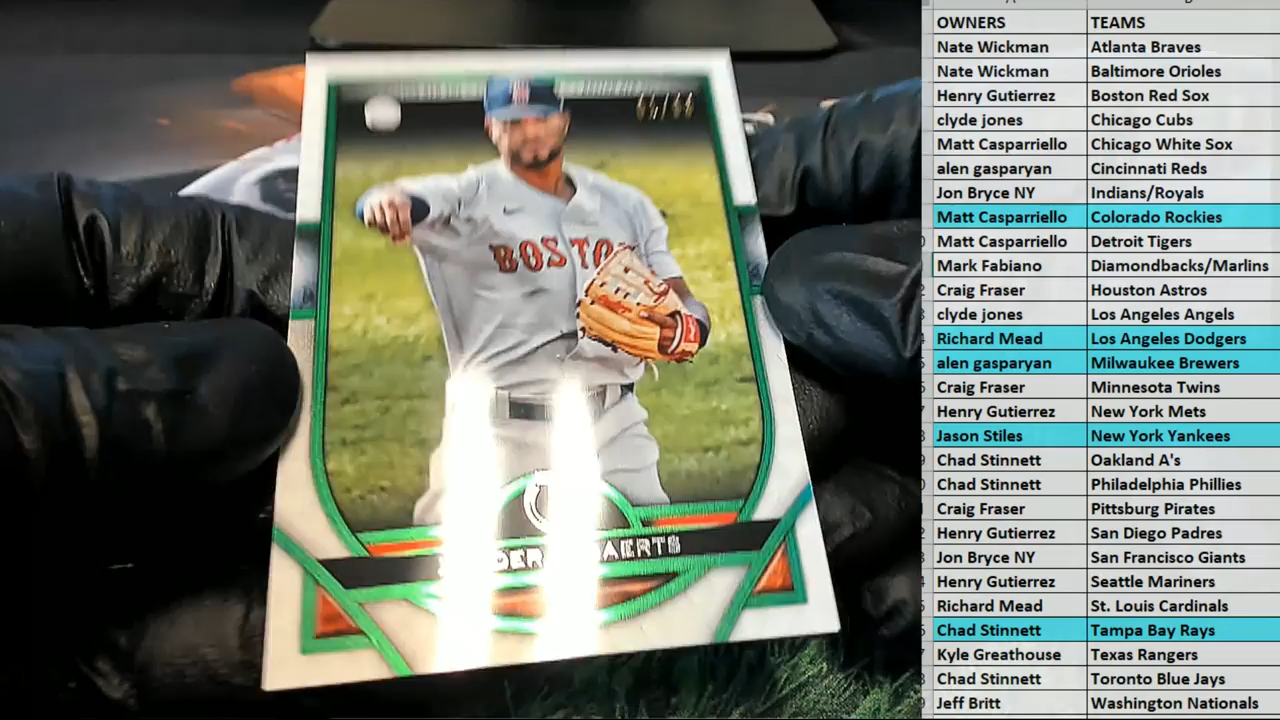 BOSTON
DER AERTS
OWNERS TEAMS
Nate Wickman Atlanta Braves
Nate Wickman Baltimore Orioles
Henry Gutierrez Boston Red Sox
clyde jones Chicago Cubs
Matt Casparriello Chicago White Sox
alen gasparyan Cincinnati Reds
Jon Bryce NY Indians/Royals
Matt Casparriello Colorado Rockies
Matt Casparriello Detroit Tigers
Mark Fabiano Diamondbacks/Marlins
Craig Fraser Houston Astros
clyde jones Los Angeles Angels
Richard Mead Los Angeles Dodgers
alen gasparyan Milwaukee Brewers
Craig Fraser Minnesota Twins
Henry Gutierrez New York Mets
Jason Stiles New York Yankees
Chad Stinnett Oakland A's
Chad Stinnett Philadelphia Phillies
Craig Fraser Pittsburg Pirates
Henry Gutierrez San Diego Padres
Jon Bryce NY San Francisco Giants
Henry Gutierrez Seattle Mariners
Richard Mead St. Louis Cardinals
Chad Stinnett Tampa Bay Rays
Kyle Greathouse Texas Rangers
Chad Stinnett Toronto Blue Jays
Jeff Britt Washington Nationals